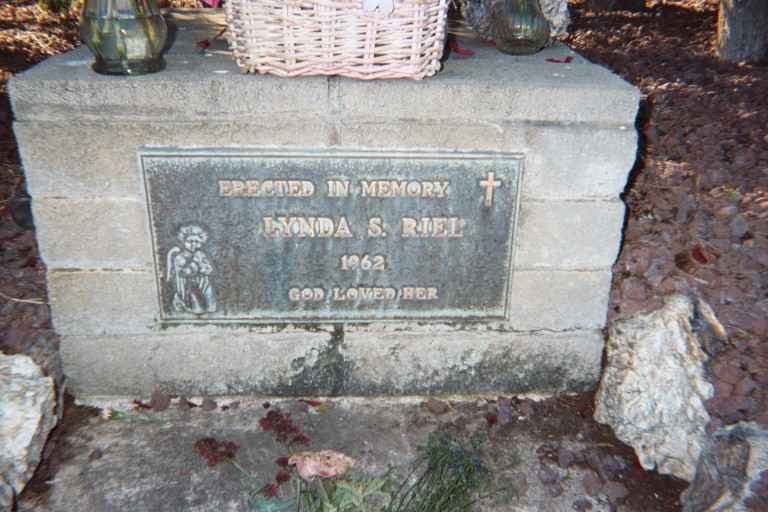 ERECTED IN MEMORY
LYNDA S. RIEL
1962
GOD LOVED HER